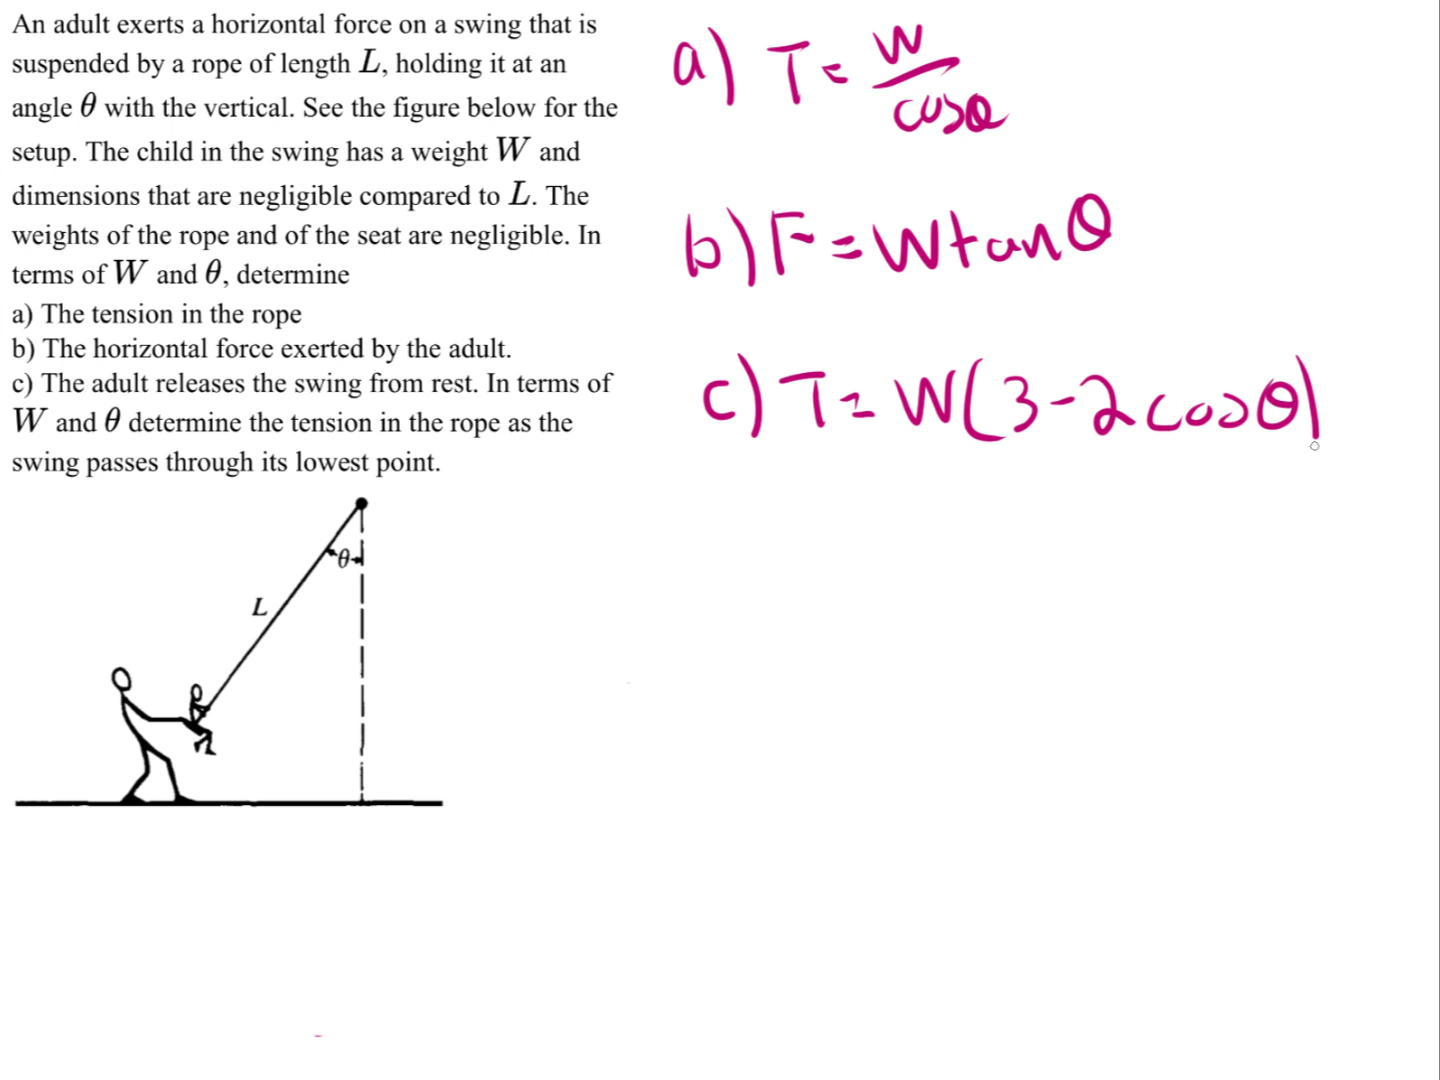 An adult exerts a horizontal force on a swing that is
suspended by a rope of length L, holding it at an
angle θ with the vertical. See the figure below for the
setup. The child in the swing has a weight W and
dimensions that are negligible compared to L. The
weights of the rope and of the seat are negligible. In
terms of W and θ, determine
a) The tension in the rope
b) The horizontal force exerted by the adult.
c) The adult releases the swing from rest. In terms of
W and θ determine the tension in the rope as the
swing passes through its lowest point.
θ
L
a) T = W/cosθ
b) F = Wtanθ
c) T = W(3-2cosθ)